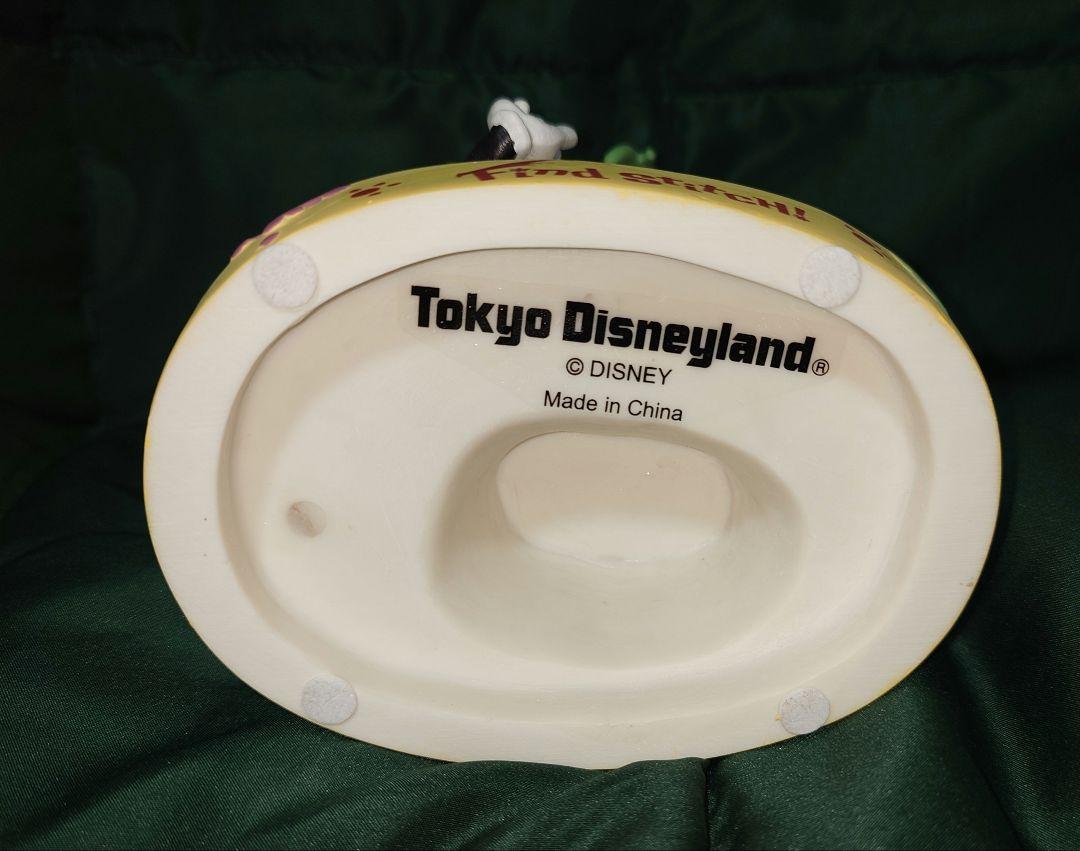 Find Stitch!
Tokyo Disneyland®
© DISNEY
Made in China